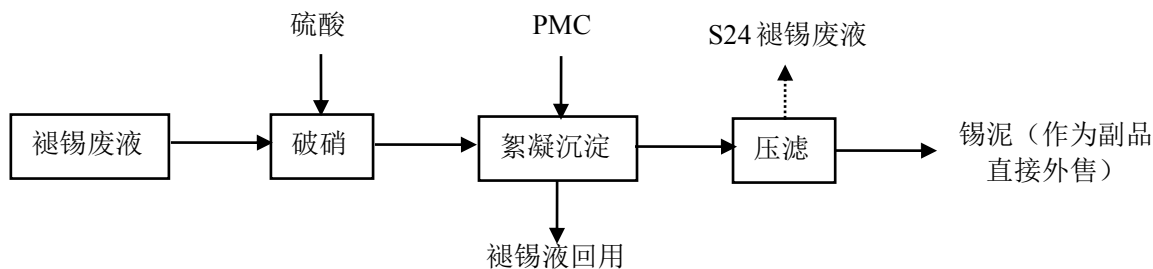 硫酸
PMC
S24 褪锡废液
褪锡废液
破硝
絮凝沉淀
压滤
锡泥（作为副品
直接外售）
褪锡液回用